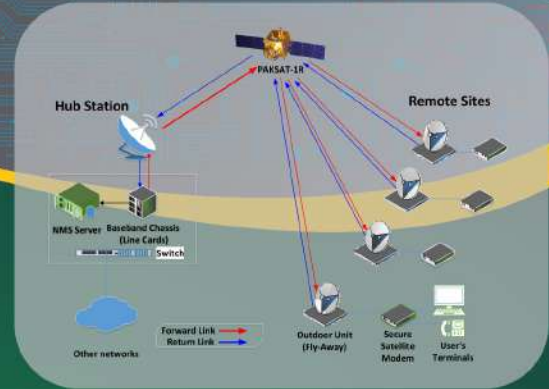 PAKSAT-1R
Hub Station
Remote Sites
NMS Server
Baseband Chassis
(Line Cards)
Switch
Other networks
Forward Link
Return Link
Outdoor Unit
(Fly-Away)
Secure
Satellite
Modem
User's
Terminals